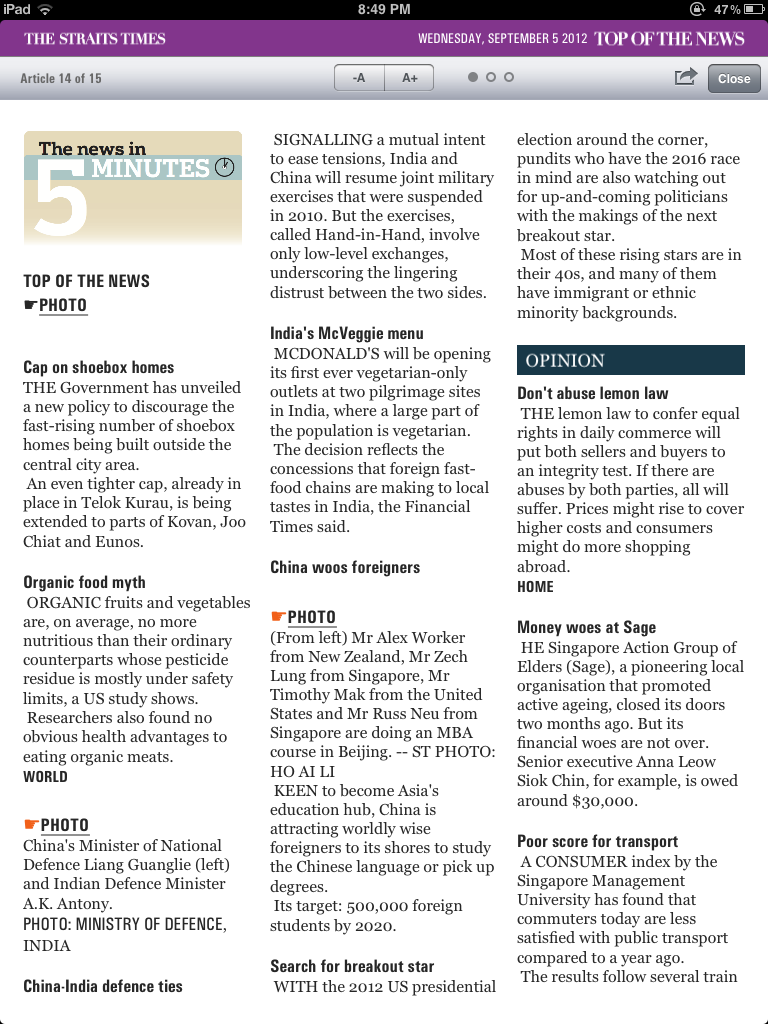 iPad
8:49 PM
47%
THE STRAITS TIMES
WEDNESDAY, SEPTEMBER 5 2012 TOP OF THE NEWS
Article 14 of 15
-A
A+
Close
The news in
5 MINUTES
TOP OF THE NEWS
☛PHOTO
Cap on shoebox homes
THE Government has unveiled
a new policy to discourage the
fast-rising number of shoebox
homes being built outside the
central city area.
An even tighter cap, already in
place in Telok Kurau, is being
extended to parts of Kovan, Joo
Chiat and Eunos.
Organic food myth
ORGANIC fruits and vegetables
are, on average, no more
nutritious than their ordinary
counterparts whose pesticide
residue is mostly under safety
limits, a US study shows.
Researchers also found no
obvious health advantages to
eating organic meats.
WORLD
☛PHOTO
China's Minister of National
Defence Liang Guanglie (left)
and Indian Defence Minister
A.K. Antony.
PHOTO: MINISTRY OF DEFENCE,
INDIA
China-India defence ties
SIGNALLING a mutual intent
to ease tensions, India and
China will resume joint military
exercises that were suspended
in 2010. But the exercises,
called Hand-in-Hand, involve
only low-level exchanges,
underscoring the lingering
distrust between the two sides.
India's McVeggie menu
MCDONALD'S will be opening
its first ever vegetarian-only
outlets at two pilgrimage sites
in India, where a large part of
the population is vegetarian.
The decision reflects the
concessions that foreign fast-
food chains are making to local
tastes in India, the Financial
Times said.
China woos foreigners
☛PHOTO
(From left) Mr Alex Worker
from New Zealand, Mr Zech
Lung from Singapore, Mr
Timothy Mak from the United
States and Mr Russ Neu from
Singapore are doing an MBA
course in Beijing. -- ST PHOTO:
HO AI LI
KEEN to become Asia's
education hub, China is
attracting worldly wise
foreigners to its shores to study
the Chinese language or pick up
degrees.
Its target: 500,000 foreign
students by 2020.
Search for breakout star
WITH the 2012 US presidential
election around the corner,
pundits who have the 2016 race
in mind are also watching out
for up-and-coming politicians
with the makings of the next
breakout star.
Most of these rising stars are in
their 40s, and many of them
have immigrant or ethnic
minority backgrounds.
OPINION
Don't abuse lemon law
THE lemon law to confer equal
rights in daily commerce will
put both sellers and buyers to
an integrity test. If there are
abuses by both parties, all will
suffer. Prices might rise to cover
higher costs and consumers
might do more shopping
abroad.
HOME
Money woes at Sage
HE Singapore Action Group of
Elders (Sage), a pioneering local
organisation that promoted
active ageing, closed its doors
two months ago. But its
financial woes are not over.
Senior executive Anna Leow
Siok Chin, for example, is owed
around $30,000.
Poor score for transport
A CONSUMER index by the
Singapore Management
University has found that
commuters today are less
satisfied with public transport
compared to a year ago.
The results follow several train